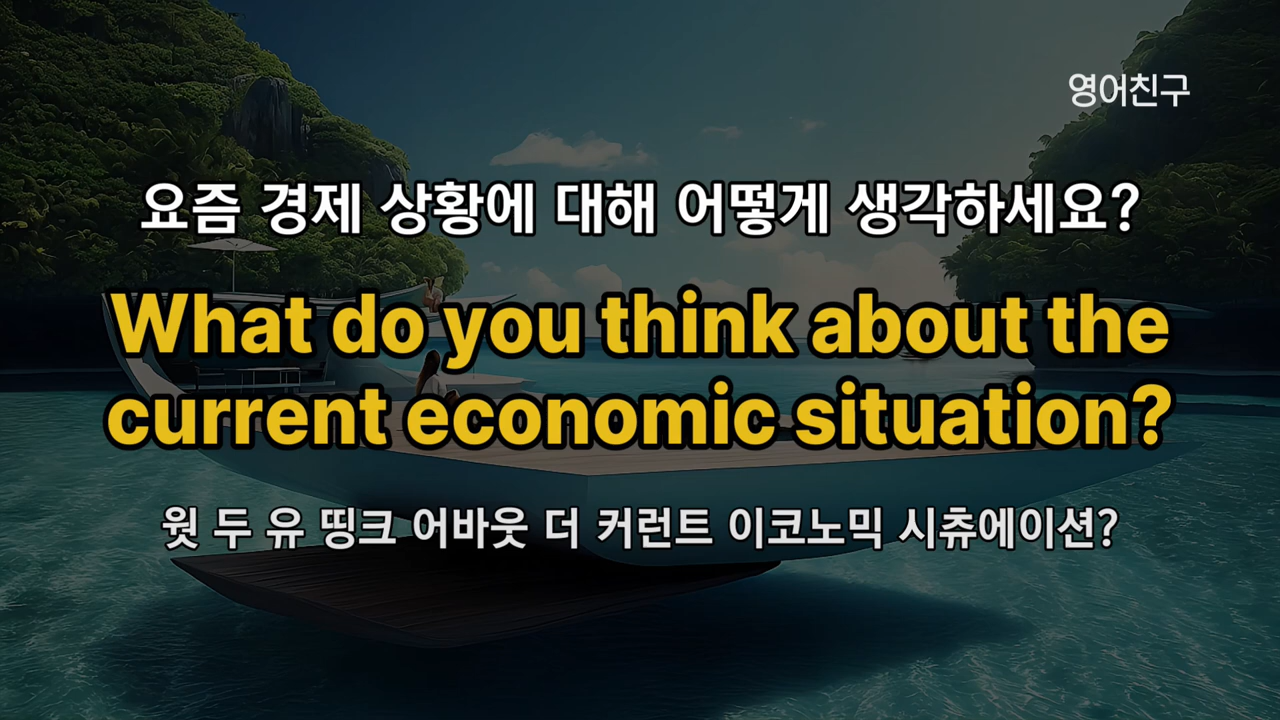 영어친구
요즘 경제 상황에 대해 어떻게 생각하세요?
What do you think about the
current economic situation?
웟 두 유 띵크 어바웃 더 커런트 이코노믹 시츄에이션?